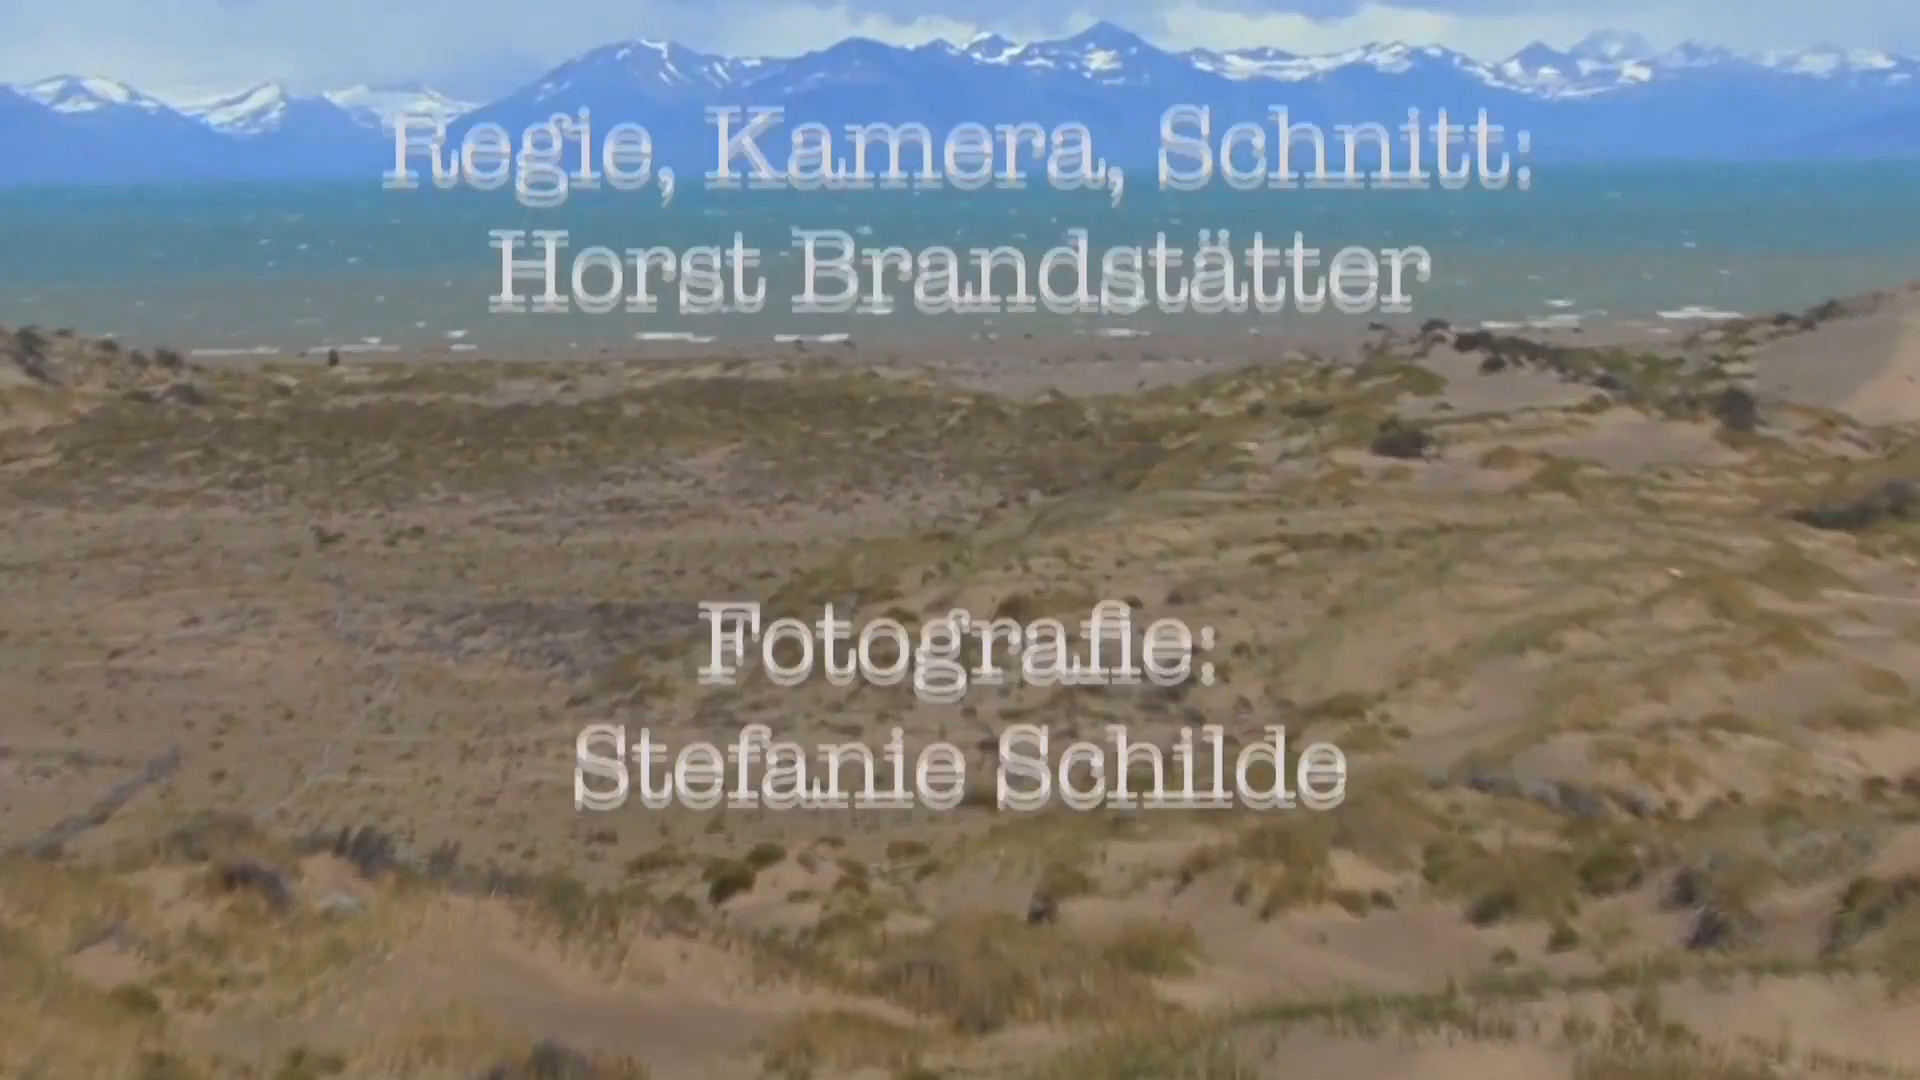 Regie, Kamera, Schnitt:
Horst Brandstätter
Fotografie:
Stefanie Schilde